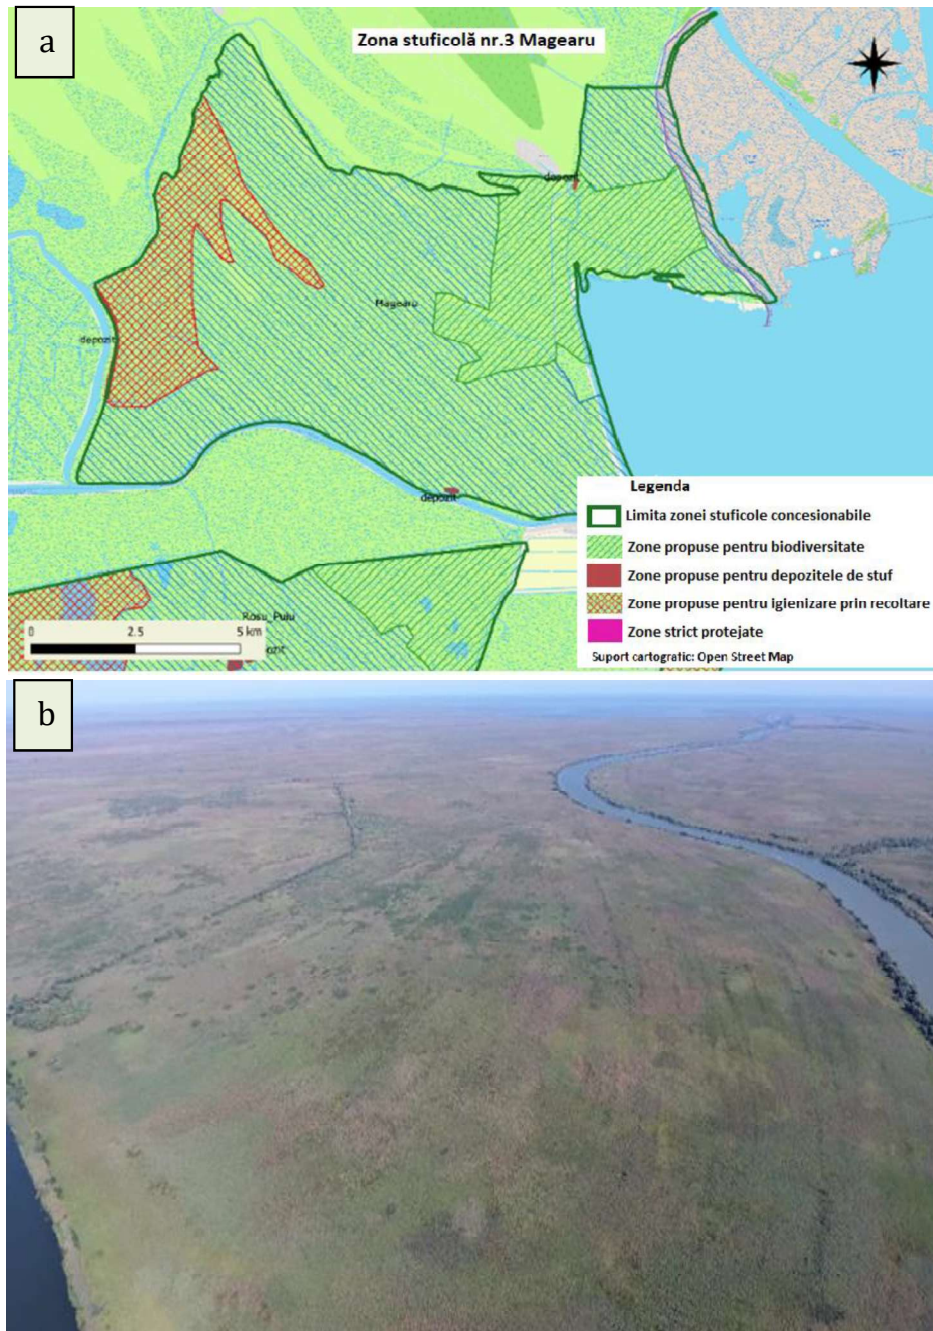 a
Zona stuficolă nr.3 Magearu
depozit
Magearu
depozit
depozit
Legenda
Limita zonei stuficole concesionabile
Zone propuse pentru biodiversitate
Zone propuse pentru depozitele de stuf
Zone propuse pentru igienizare prin recoltare
Zone strict protejate
Suport cartografic: Open Street Map
Rosu_Puiu
ozit
0 2.5 5 km
b